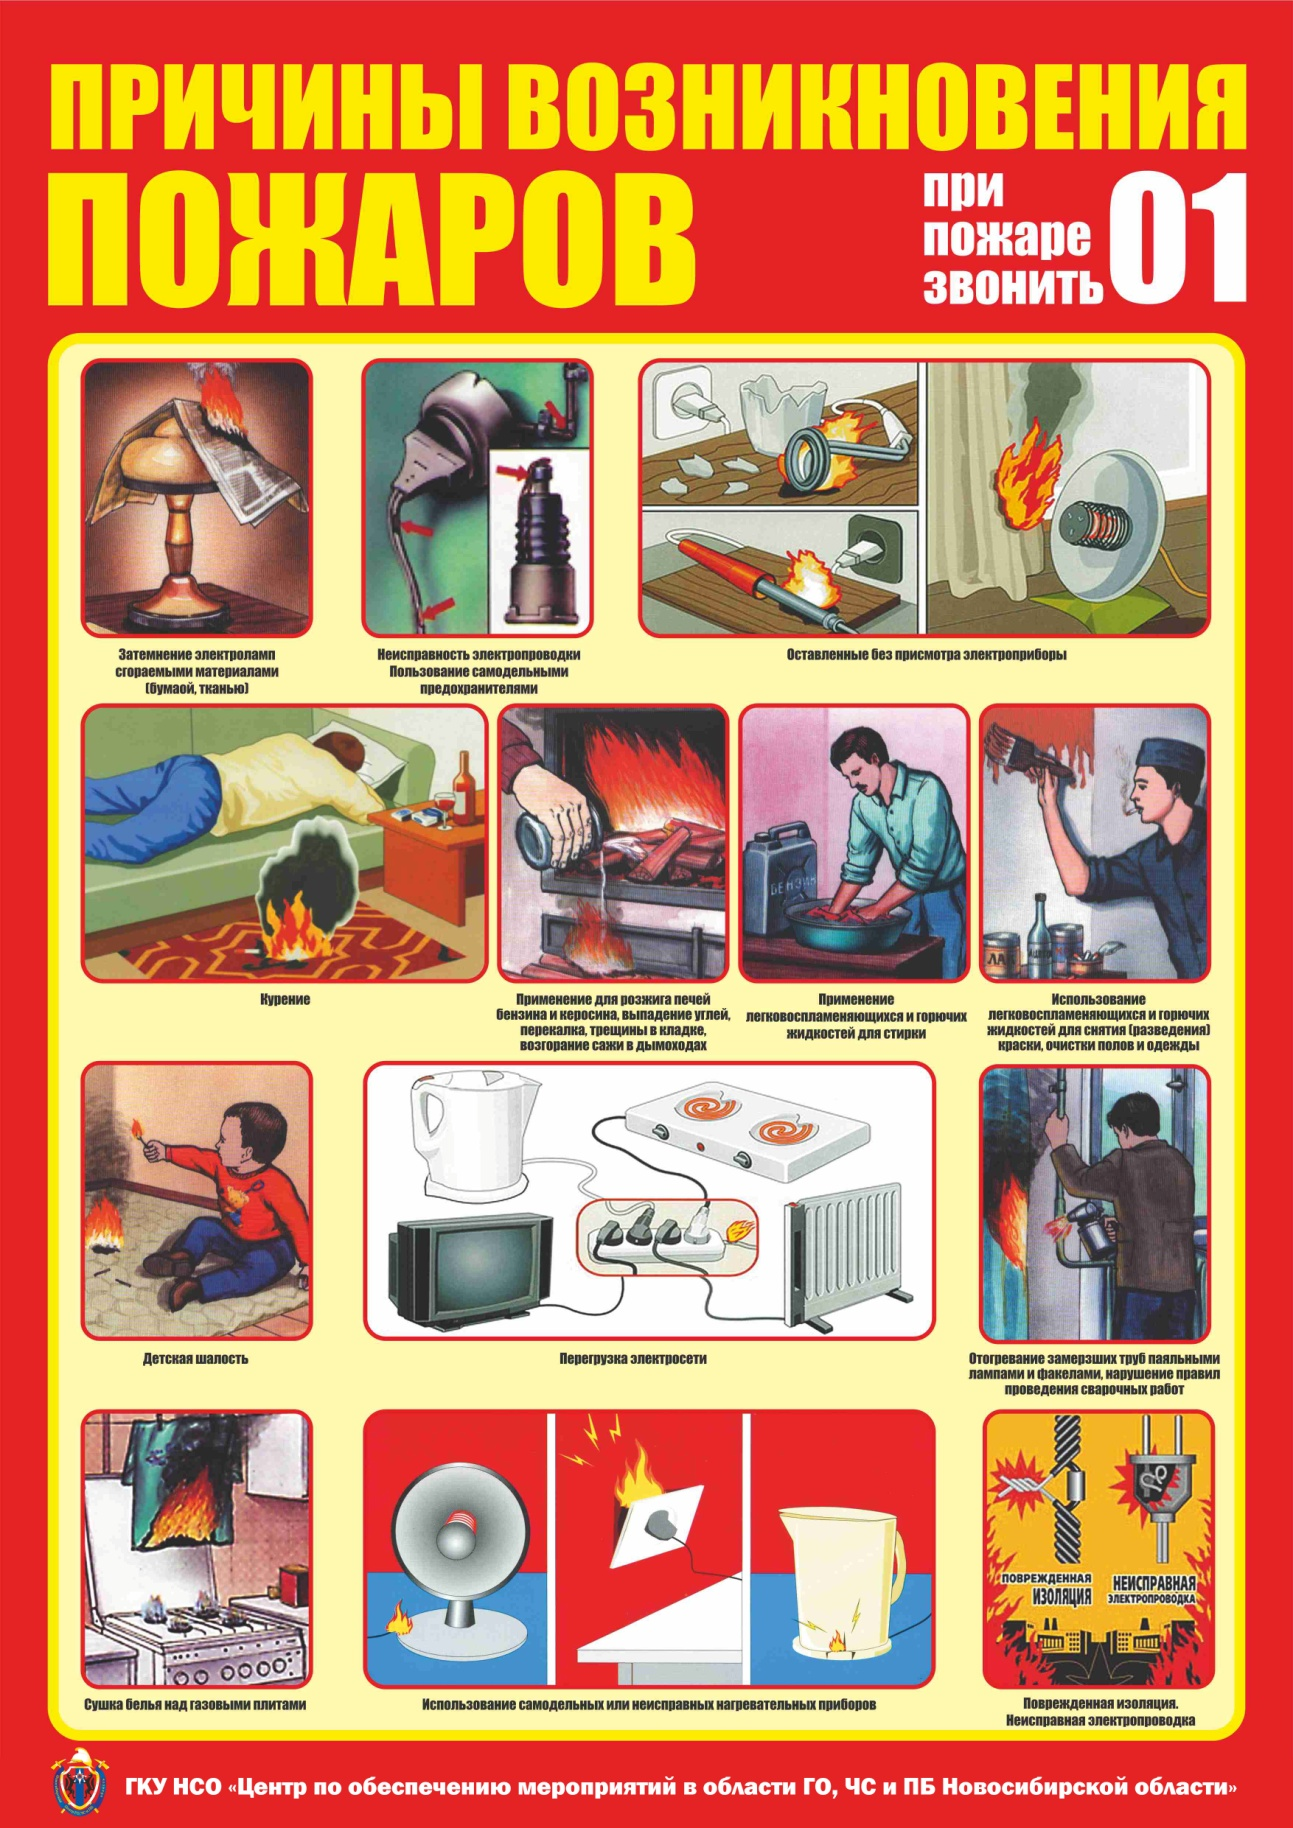 ПРИЧИНЫ ВОЗНИКНОВЕНИЯ
ПОЖАРОВ
при
пожаре
звонить
01
Затемнение электроламп
сгораемыми материалами
(бумаой, тканью)
Неисправность электропроводки
Пользование самодельными
предохранителями
Оставленные без присмотра электроприборы
БЕНЗИН
ЛАК
Курение
Применение для розжига печей
бензина и керосина, выпадение углей,
перекалка, трещины в кладке,
возгорание сажи в дымоходах
Применение
легковоспламеняющихся и горючих
жидкостей для стирки
Использование
легковоспламеняющихся и горючих
жидкостей для снятия (разведения)
краски, очистки полов и одежды
Детская шалость
Перегрузка электросети
Отогревание замерзших труб паяльными
лампами и факелами, нарушение правил
проведения сварочных работ
ПОВРЕЖДЕННАЯ
ИЗОЛЯЦИЯ
НЕИСПРАВНАЯ
ЭЛЕКТРОПРОВОДКА
Сушка белья над газовыми плитами
Использование самодельных или неисправных нагревательных приборов
Поврежденная изоляция.
Неисправная электропроводка
ГКУ НСО «Центр по обеспечению мероприятий в области ГО, ЧС и ПБ Новосибирской области»